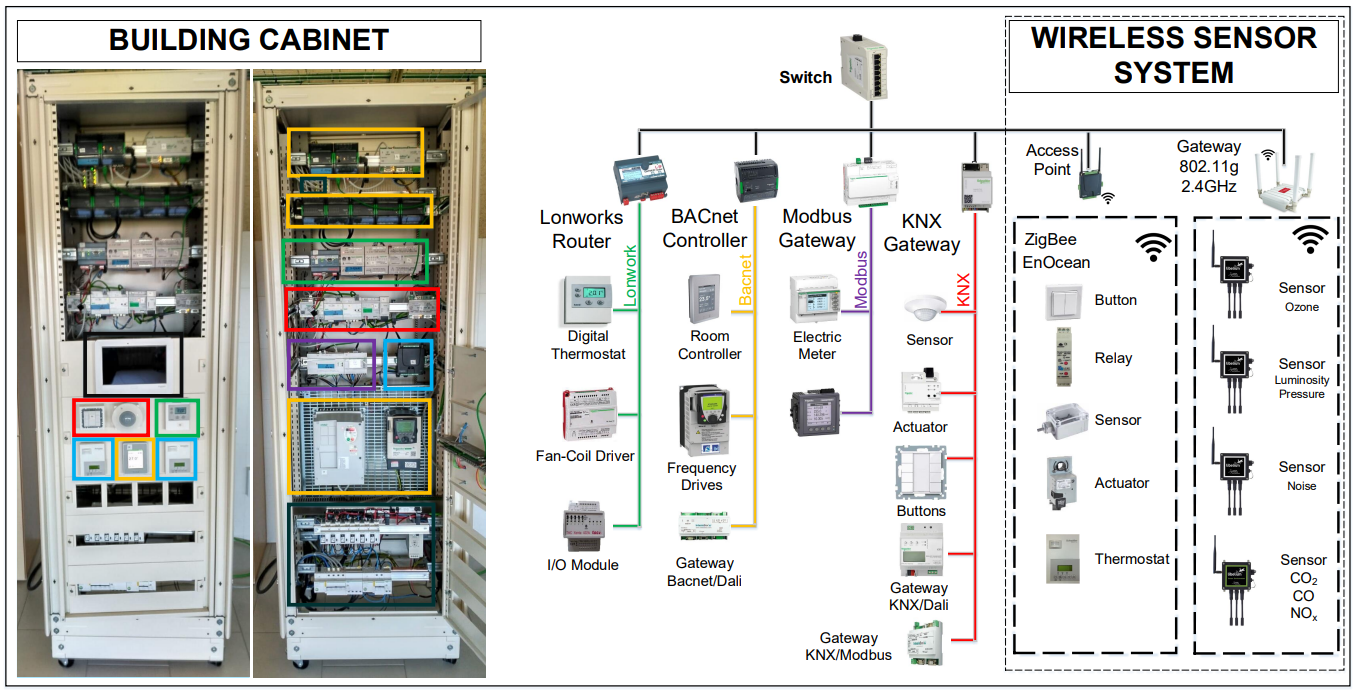 BUILDING CABINET
Switch
WIRELESS SENSOR
SYSTEM
Access
Point
Gateway
802.11g
2.4GHz
Lonworks
Router
BACnet
Controller
Modbus
Gateway
KNX
Gateway
Lonwork
Bacnet
Modbus
KNX
Digital
Thermostat
Fan-Coil Driver
I/O Module
Room
Controller
Frequency
Drives
Gateway
Bacnet/Dali
Electric
Meter
Sensor
Actuator
Buttons
Gateway
KNX/Dali
Gateway
KNX/Modbus
ZigBee
EnOcean
Button
Relay
Sensor
Actuator
Thermostat
Sensor
Ozone
Sensor
Luminosity
Pressure
Sensor
Noise
Sensor
CO₂
CO
NOₓ